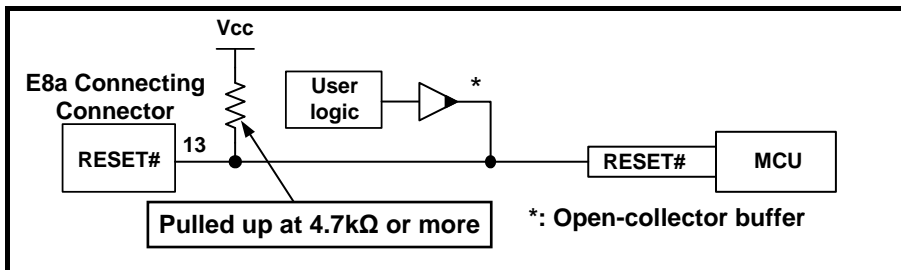 Vcc
E8a Connecting
Connector
User
logic
*
RESET#
13
RESET#
MCU
Pulled up at 4.7kΩ or more
*: Open-collector buffer